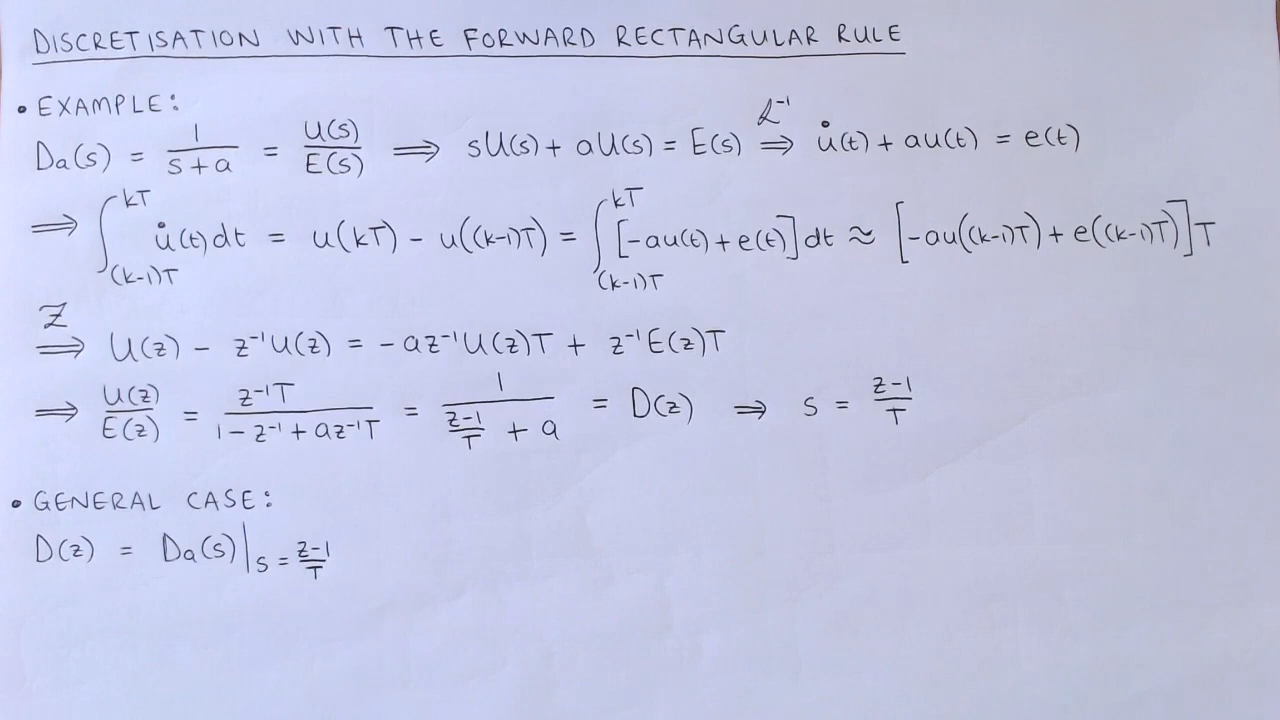 DISCRETISATION WITH THE FORWARD RECTANGULAR RULE
• EXAMPLE:
Da(s) = 1/(s+a) = U(s)/E(s) ⟹ sU(s) + aU(s) = E(s) ℒ⁻¹⟹ u̇(t) + au(t) = e(t)
⟹ ∫_{(k-1)T}^{kT} u̇(t)dt = u(kT) - u((k-1)T) = ∫_{(k-1)T}^{kT} [-au(t) + e(t)]dt ≈ [-au((k-1)T) + e((k-1)T)]T
Z⟹ U(z) - z⁻¹U(z) = -az⁻¹U(z)T + z⁻¹E(z)T
⟹ U(z)/E(z) = z⁻¹T/(1 - z⁻¹ + az⁻¹T) = 1/((z-1)/T + a) = D(z) ⟹ s = (z-1)/T
• GENERAL CASE:
D(z) = Da(s)|_{s = (z-1)/T}